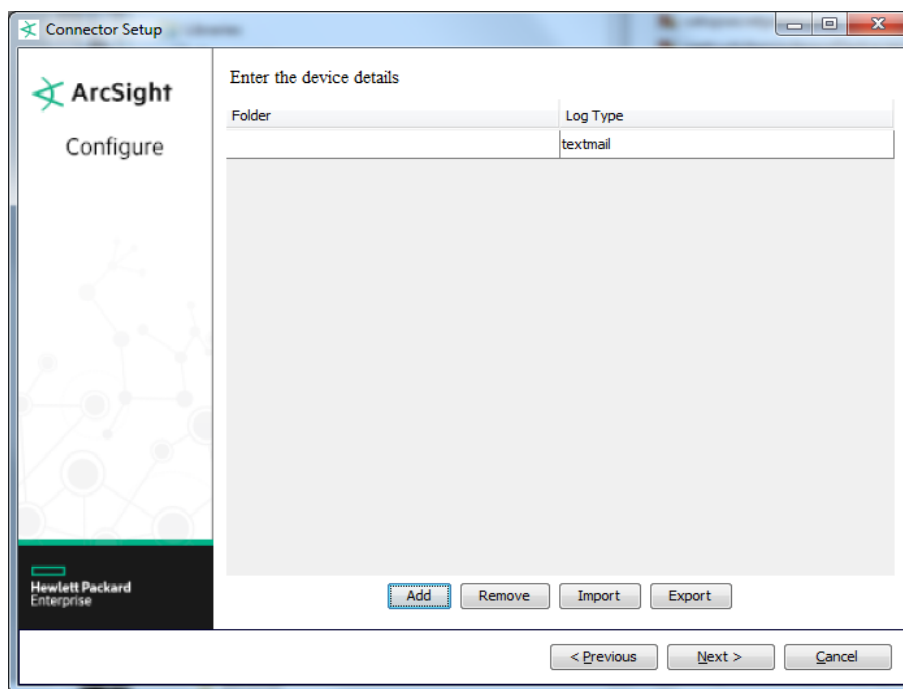 Connector Setup
ArcSight
Configure
Enter the device details
Folder Log Type
textmail
Add Remove Import Export
Hewlett Packard
Enterprise
< Previous Next > Cancel